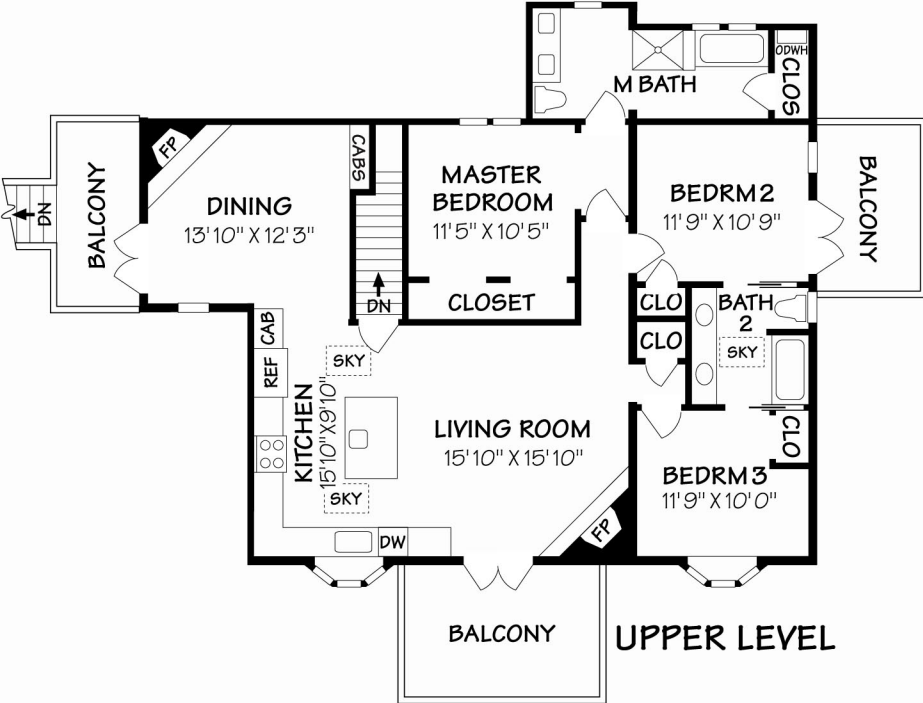 ODWH
CLOS
M BATH
FP
CABS
DINING
13'10" X 12'3"
BALCONY
DN
DN
MASTER
BEDROOM
11'5" X 10'5"
CLOSET
BEDRM 2
11'9" X 10'9"
BALCONY
CLO
BATH
2
SKY
CLO
CAB
REF
SKY
KITCHEN
15'10"X9'10"
SKY
DW
LIVING ROOM
15'10" X 15'10"
FP
CLO
BEDRM 3
11'9" X 10'0"
BALCONY
UPPER LEVEL